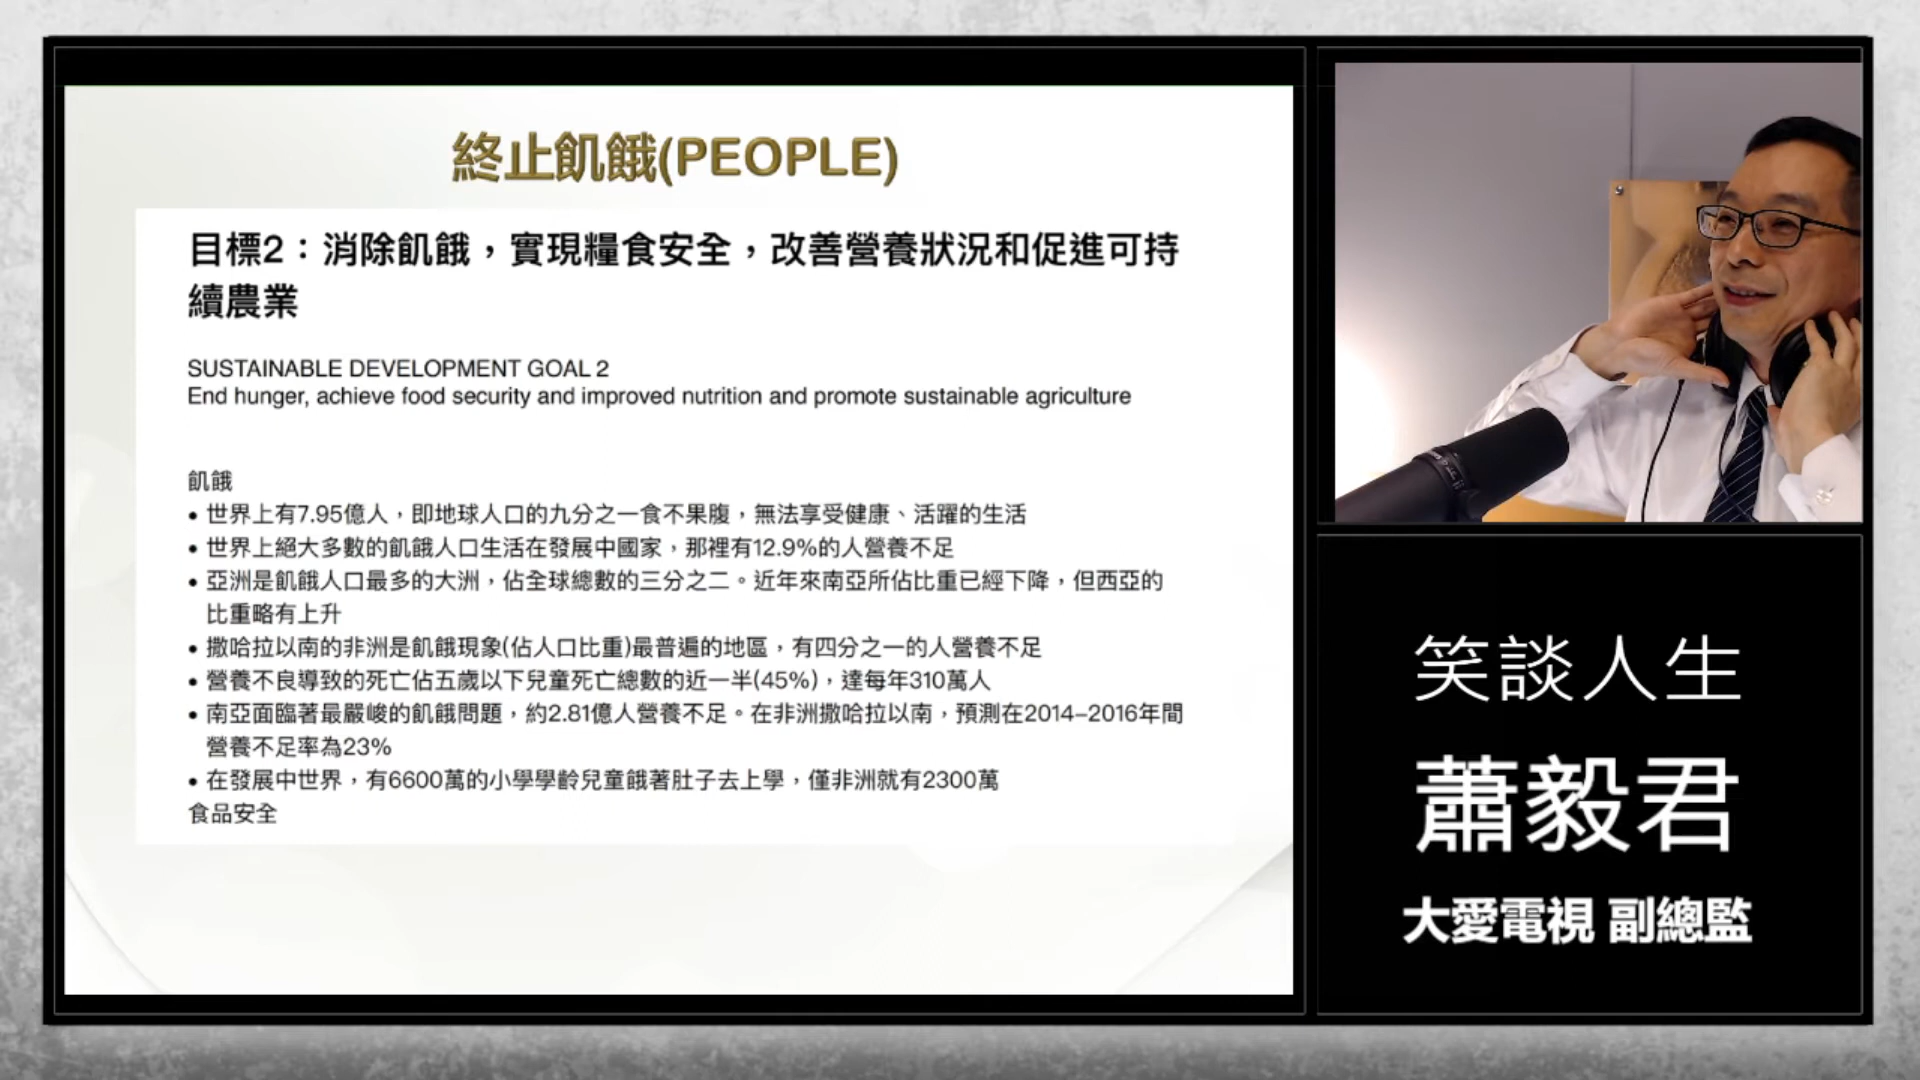 終止飢餓(PEOPLE)
目標2：消除飢餓，實現糧食安全，改善營養狀況和促進可持
續農業
SUSTAINABLE DEVELOPMENT GOAL 2
End hunger, achieve food security and improved nutrition and promote sustainable agriculture
飢餓
• 世界上有7.95億人，即地球人口的九分之一食不果腹，無法享受健康、活躍的生活
• 世界上絕大多數的飢餓人口生活在發展中國家，那裡有12.9%的人營養不足
• 亞洲是飢餓人口最多的大洲，佔全球總數的三分之二。近年來南亞所佔比重已經下降，但西亞的
比重略有上升
• 撒哈拉以南的非洲是飢餓現象(佔人口比重)最普遍的地區，有四分之一的人營養不足
• 營養不良導致的死亡佔五歲以下兒童死亡總數的近一半(45%)，達每年310萬人
• 南亞面臨著最嚴峻的飢餓問題，約2.81億人營養不足。在非洲撒哈拉以南，預測在2014–2016年間
營養不足率為23%
• 在發展中世界，有6600萬的小學學齡兒童餓著肚子去上學，僅非洲就有2300萬
食品安全
笑談人生
蕭毅君
大愛電視 副總監